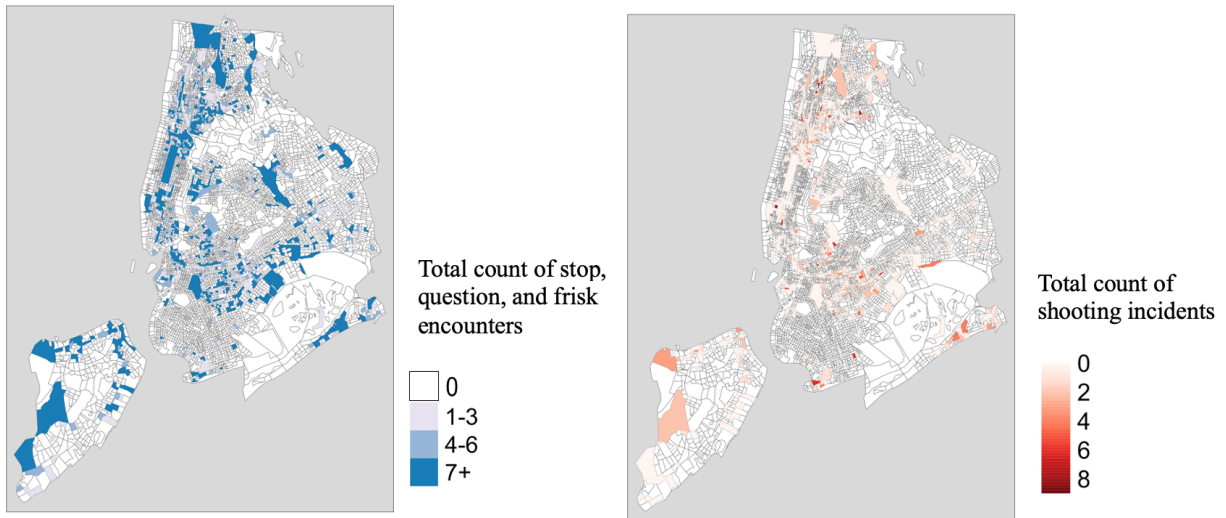 Total count of stop,
question, and frisk
encounters
0
1-3
4-6
7+
Total count of
shooting incidents
0
2
4
6
8